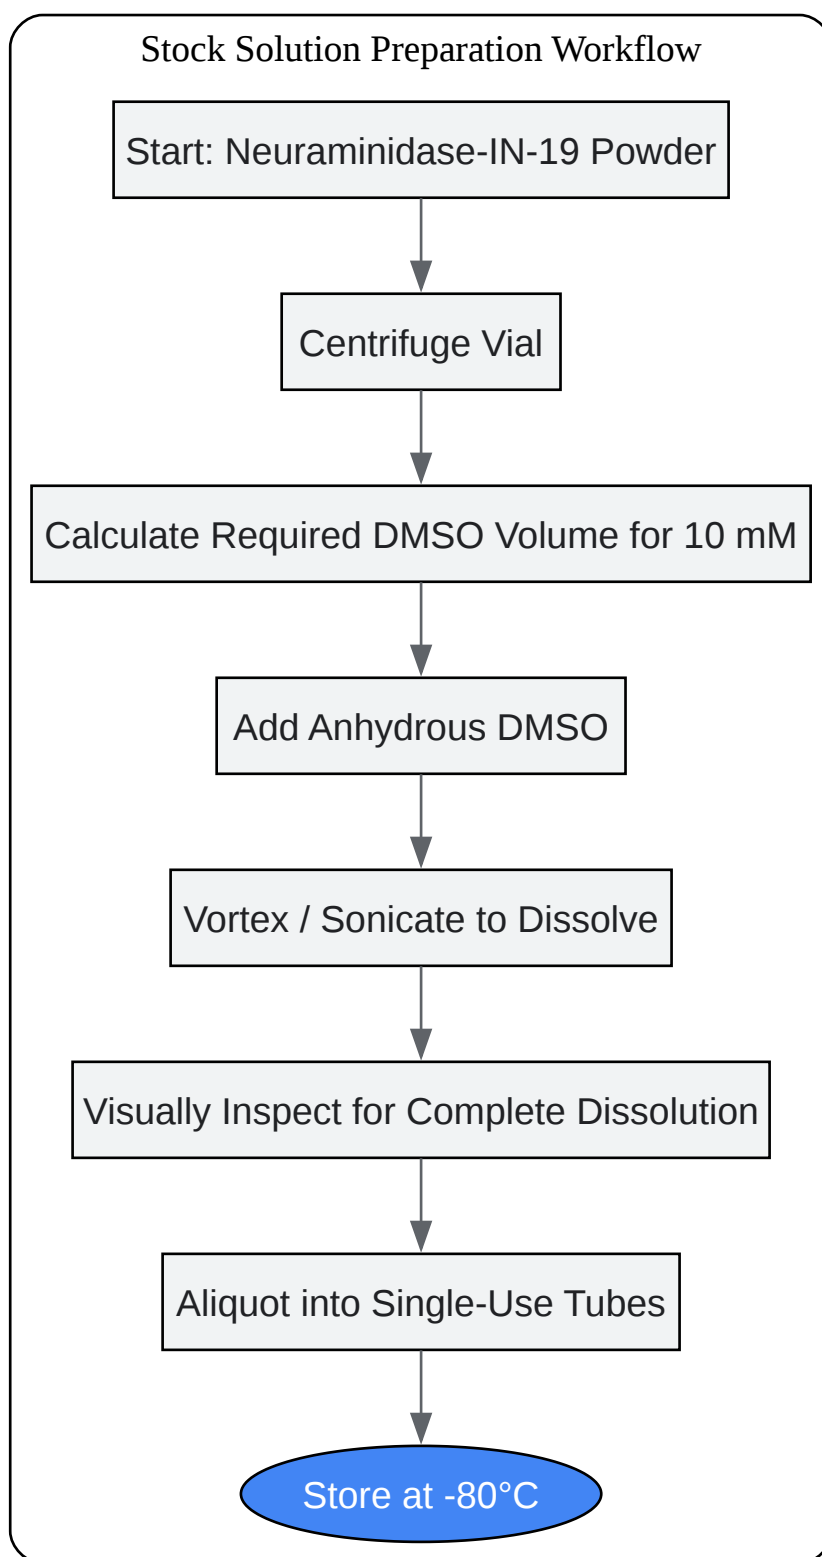 Stock Solution Preparation Workflow
Start: Neuraminidase-IN-19 Powder
Centrifuge Vial
Calculate Required DMSO Volume for 10 mM
Add Anhydrous DMSO
Vortex / Sonicate to Dissolve
Visually Inspect for Complete Dissolution
Aliquot into Single-Use Tubes
Store at -80°C